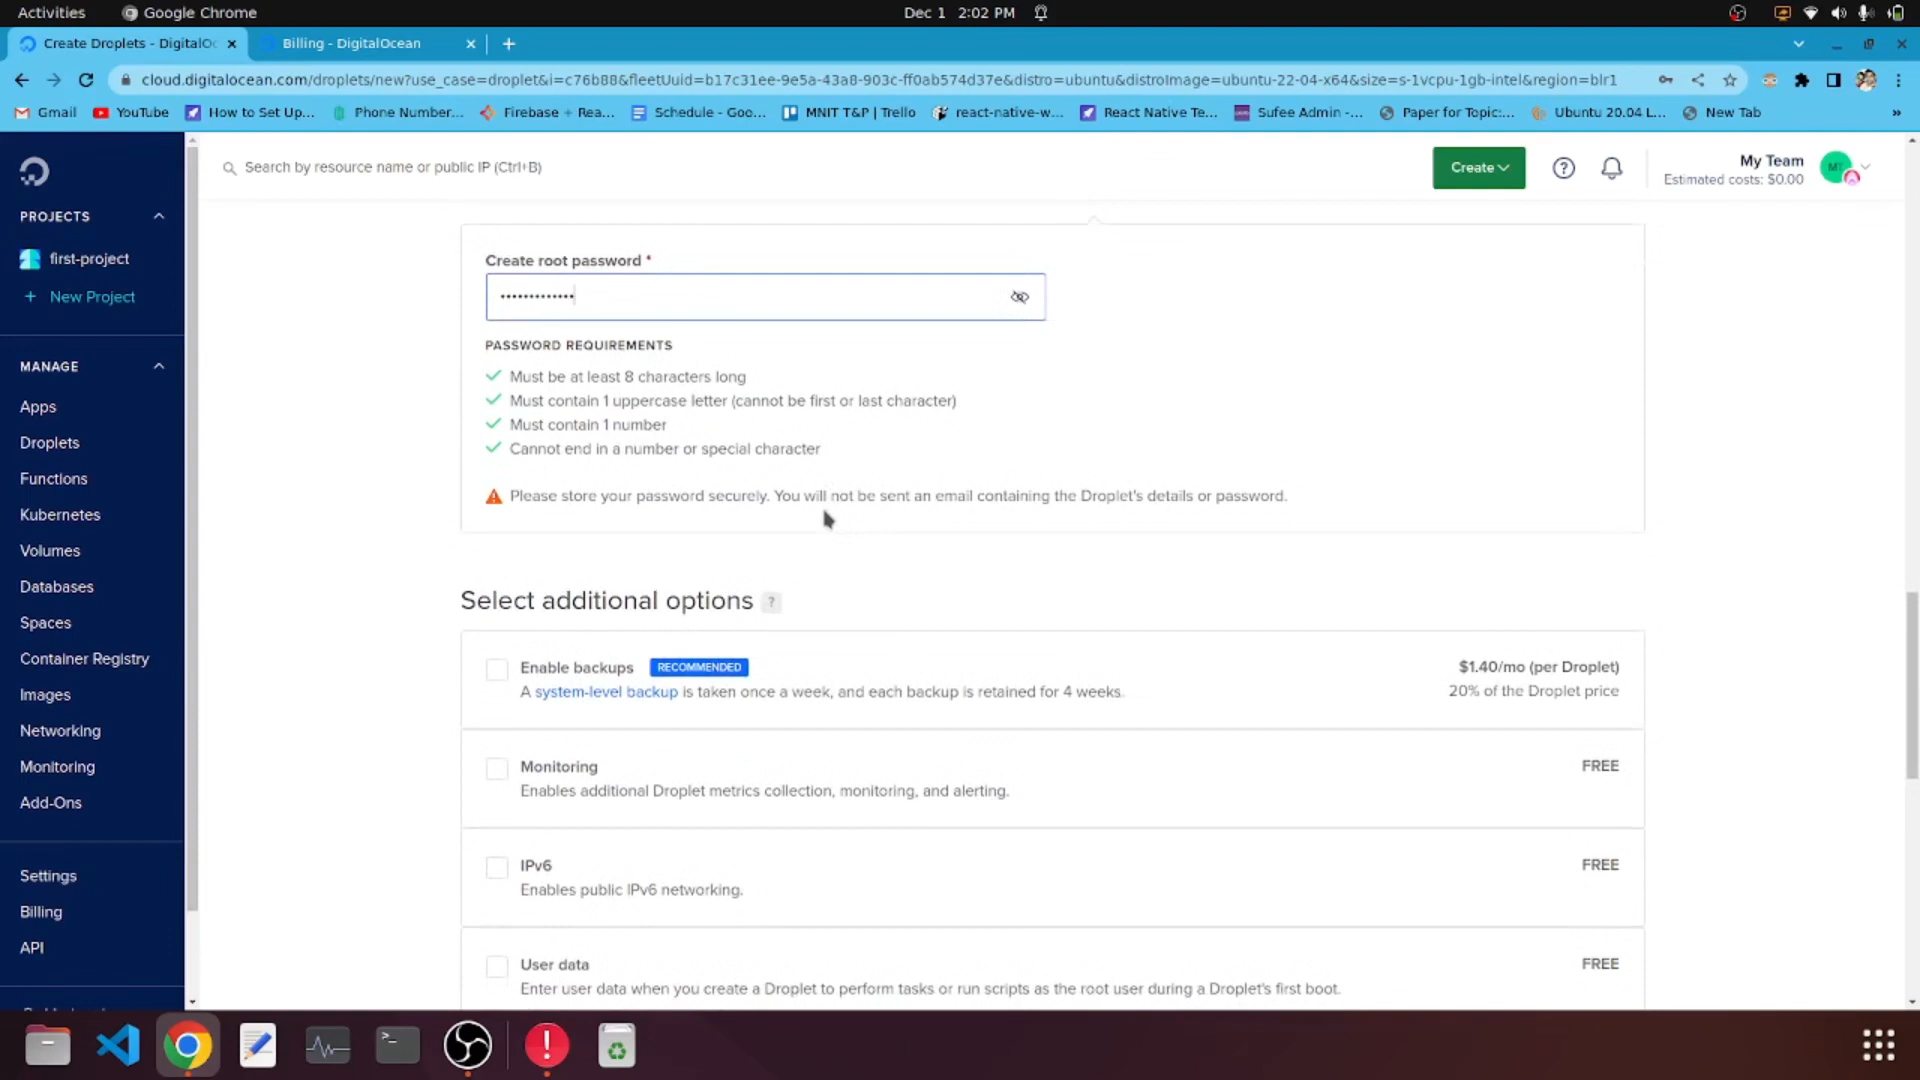 Activities
Google Chrome
Dec 1 2:02 PM
Create Droplets - DigitalOc
Billing - DigitalOcean
cloud.digitalocean.com/droplets/new?use_case=droplet&i=c76b88&fleetUuid=b17c31ee-9e5a-43a8-903c-ff0ab574d37e&distro=ubuntu&distroImage=ubuntu-22-04-x64&size=s-1vcpu-1gb-intel&region=blr1
Gmail
YouTube
How to Set Up...
Phone Number...
Firebase + Rea...
Schedule - Goo...
MNIT T&P | Trello
react-native-w...
React Native Te...
Sufee Admin -...
Paper for Topic:...
Ubuntu 20.04 L...
New Tab
»
Search by resource name or public IP (Ctrl+B)
Create
My Team
Estimated costs: $0.00
MT
PROJECTS
first-project
+ New Project
MANAGE
Apps
Droplets
Functions
Kubernetes
Volumes
Databases
Spaces
Container Registry
Images
Networking
Monitoring
Add-Ons
Settings
Billing
API
Create root password *
•••••••••••••
PASSWORD REQUIREMENTS
Must be at least 8 characters long
Must contain 1 uppercase letter (cannot be first or last character)
Must contain 1 number
Cannot end in a number or special character
Please store your password securely. You will not be sent an email containing the Droplet's details or password.
Select additional options ?
Enable backups RECOMMENDED
$1.40/mo (per Droplet)
A system-level backup is taken once a week, and each backup is retained for 4 weeks.
20% of the Droplet price
Monitoring
FREE
Enables additional Droplet metrics collection, monitoring, and alerting.
IPv6
FREE
Enables public IPv6 networking.
User data
FREE
Enter user data when you create a Droplet to perform tasks or run scripts as the root user during a Droplet's first boot.